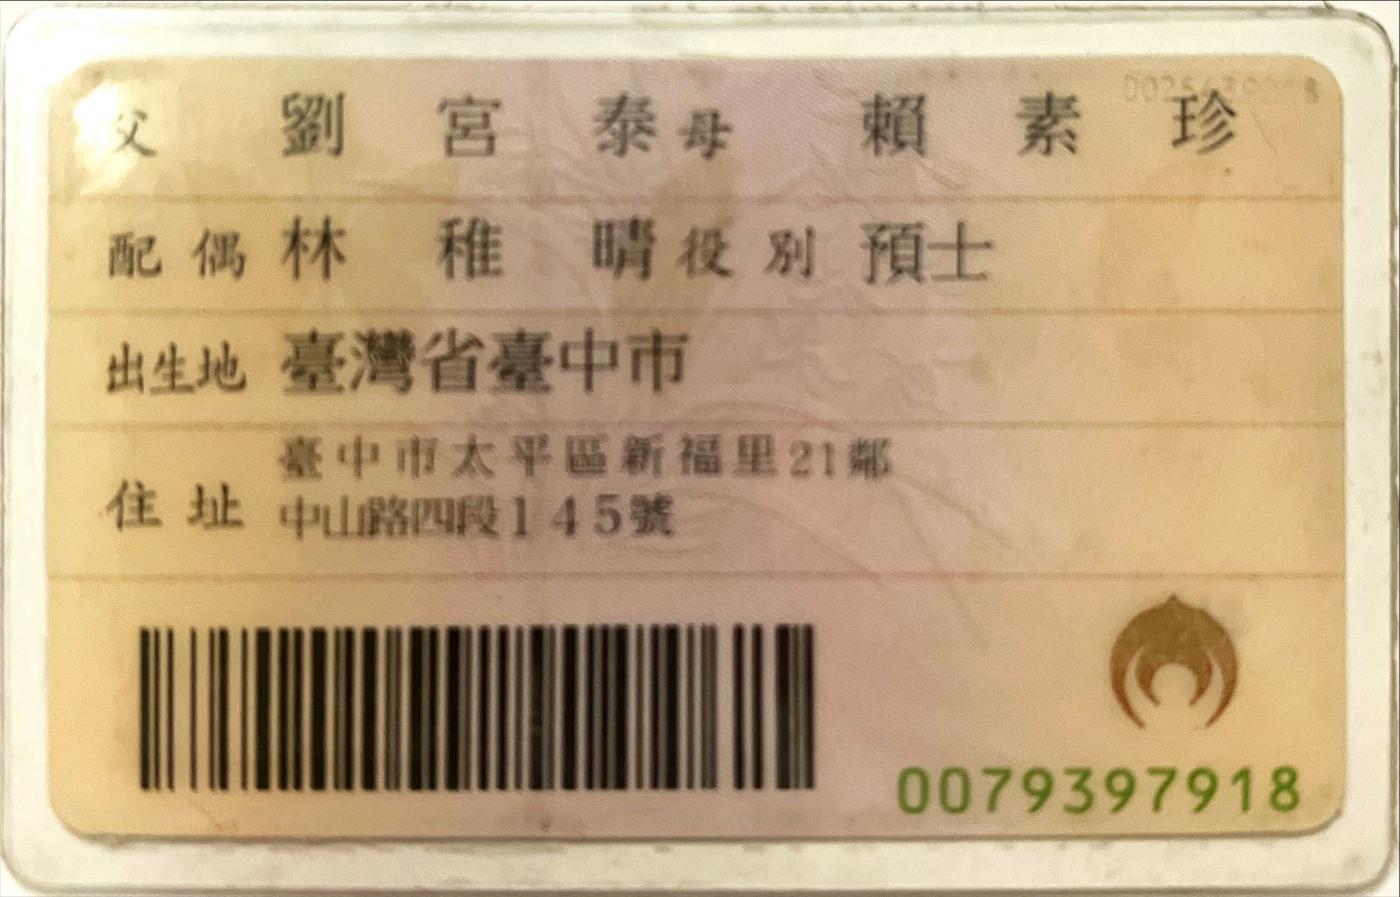 父 劉宮泰 母 賴素珍
配偶 林稚晴 役別 預士
出生地 臺灣省臺中市
住址 臺中市太平區新福里21鄰
中山路四段145號
0079397918